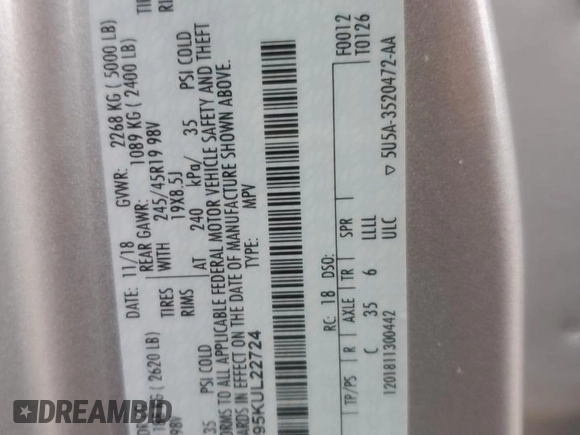 DATE: 11/18 GVWR: 2268 KG ( 5000 LB)
REAR GAWR: 1089 KG ( 2400 LB)
( 2620 LB) WITH 245/45R19 98V
TIRES
98V RIMS 19X8.5J
35 PSI COLD AT 240 kPa/ 35 PSI COLD
TO ALL APPLICABLE FEDERAL MOTOR VEHICLE SAFETY AND THEFT
IN EFFECT ON THE DATE OF MANUFACTURE SHOWN ABOVE.
95KUL22724 TYPE: MPV
F0012
T0126
RC: 18 DSO:
TP/PS R AXLE TR SPR
C 35 6 LLLL
ULC
5U5A-3520472-AA
1201811300442
DREAMBID